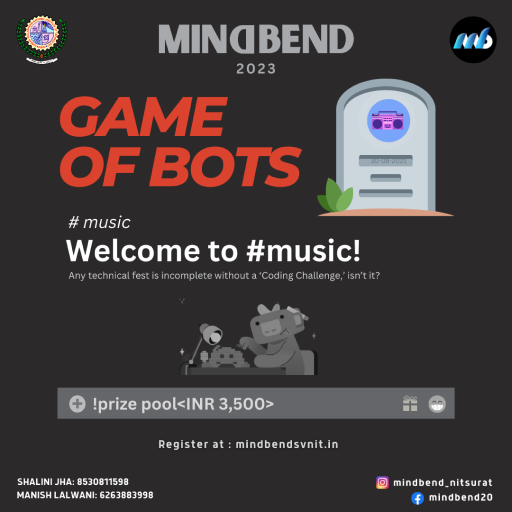 MINDBEND
2023
GAME
OF BOTS
# music
Welcome to #music!
Any technical fest is incomplete without a ‘Coding Challenge,’ isn’t it?
!prize pool<INR 3,500>
Register at : mindbendsvnit.in
SHALINI JHA: 8530811598
MANISH LALWANI: 6263883998
mindbend_nitsurat
mindbend20